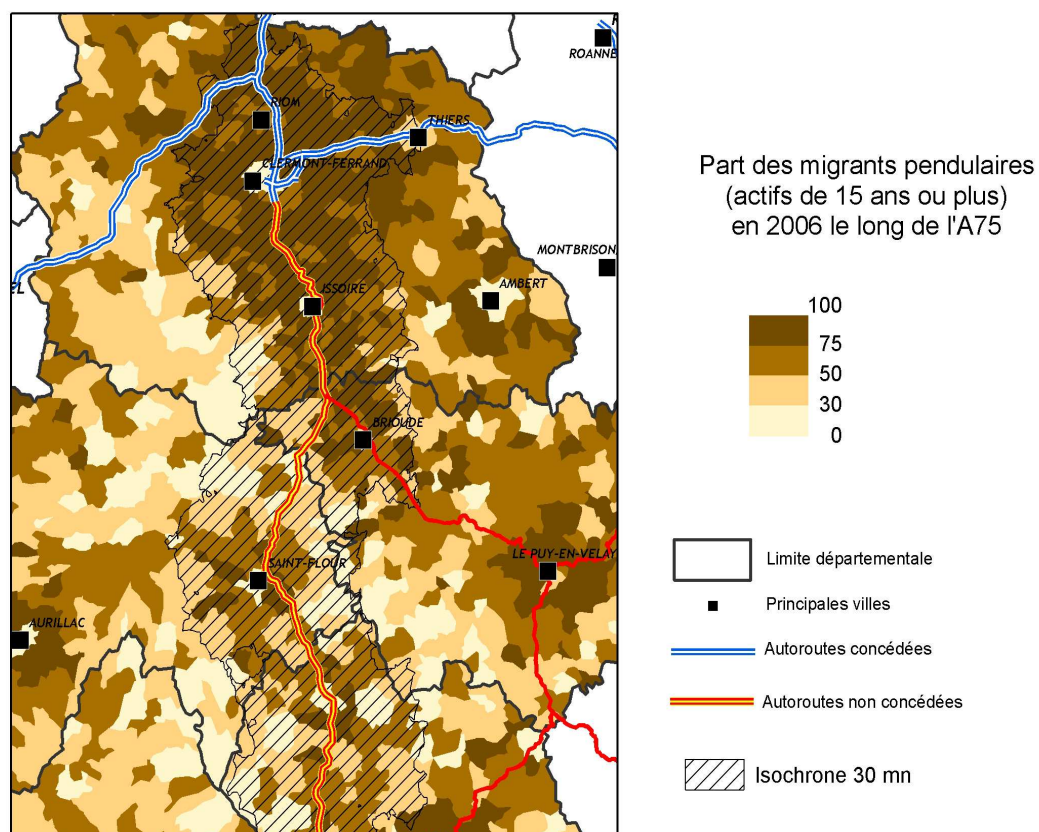 ROANNE
RIOM
THIERS
CLERMONT-FERRAND
MONTBRISON
EL
ISSOIRE
AMBERT
BRIOUDE
LE PUY-EN-VELAY
SAINT-FLOUR
AURILLAC
Part des migrants pendulaires
(actifs de 15 ans ou plus)
en 2006 le long de l'A75
100
75
50
30
0
Limite départementale
Principales villes
Autoroutes concédées
Autoroutes non concédées
Isochrone 30 mn